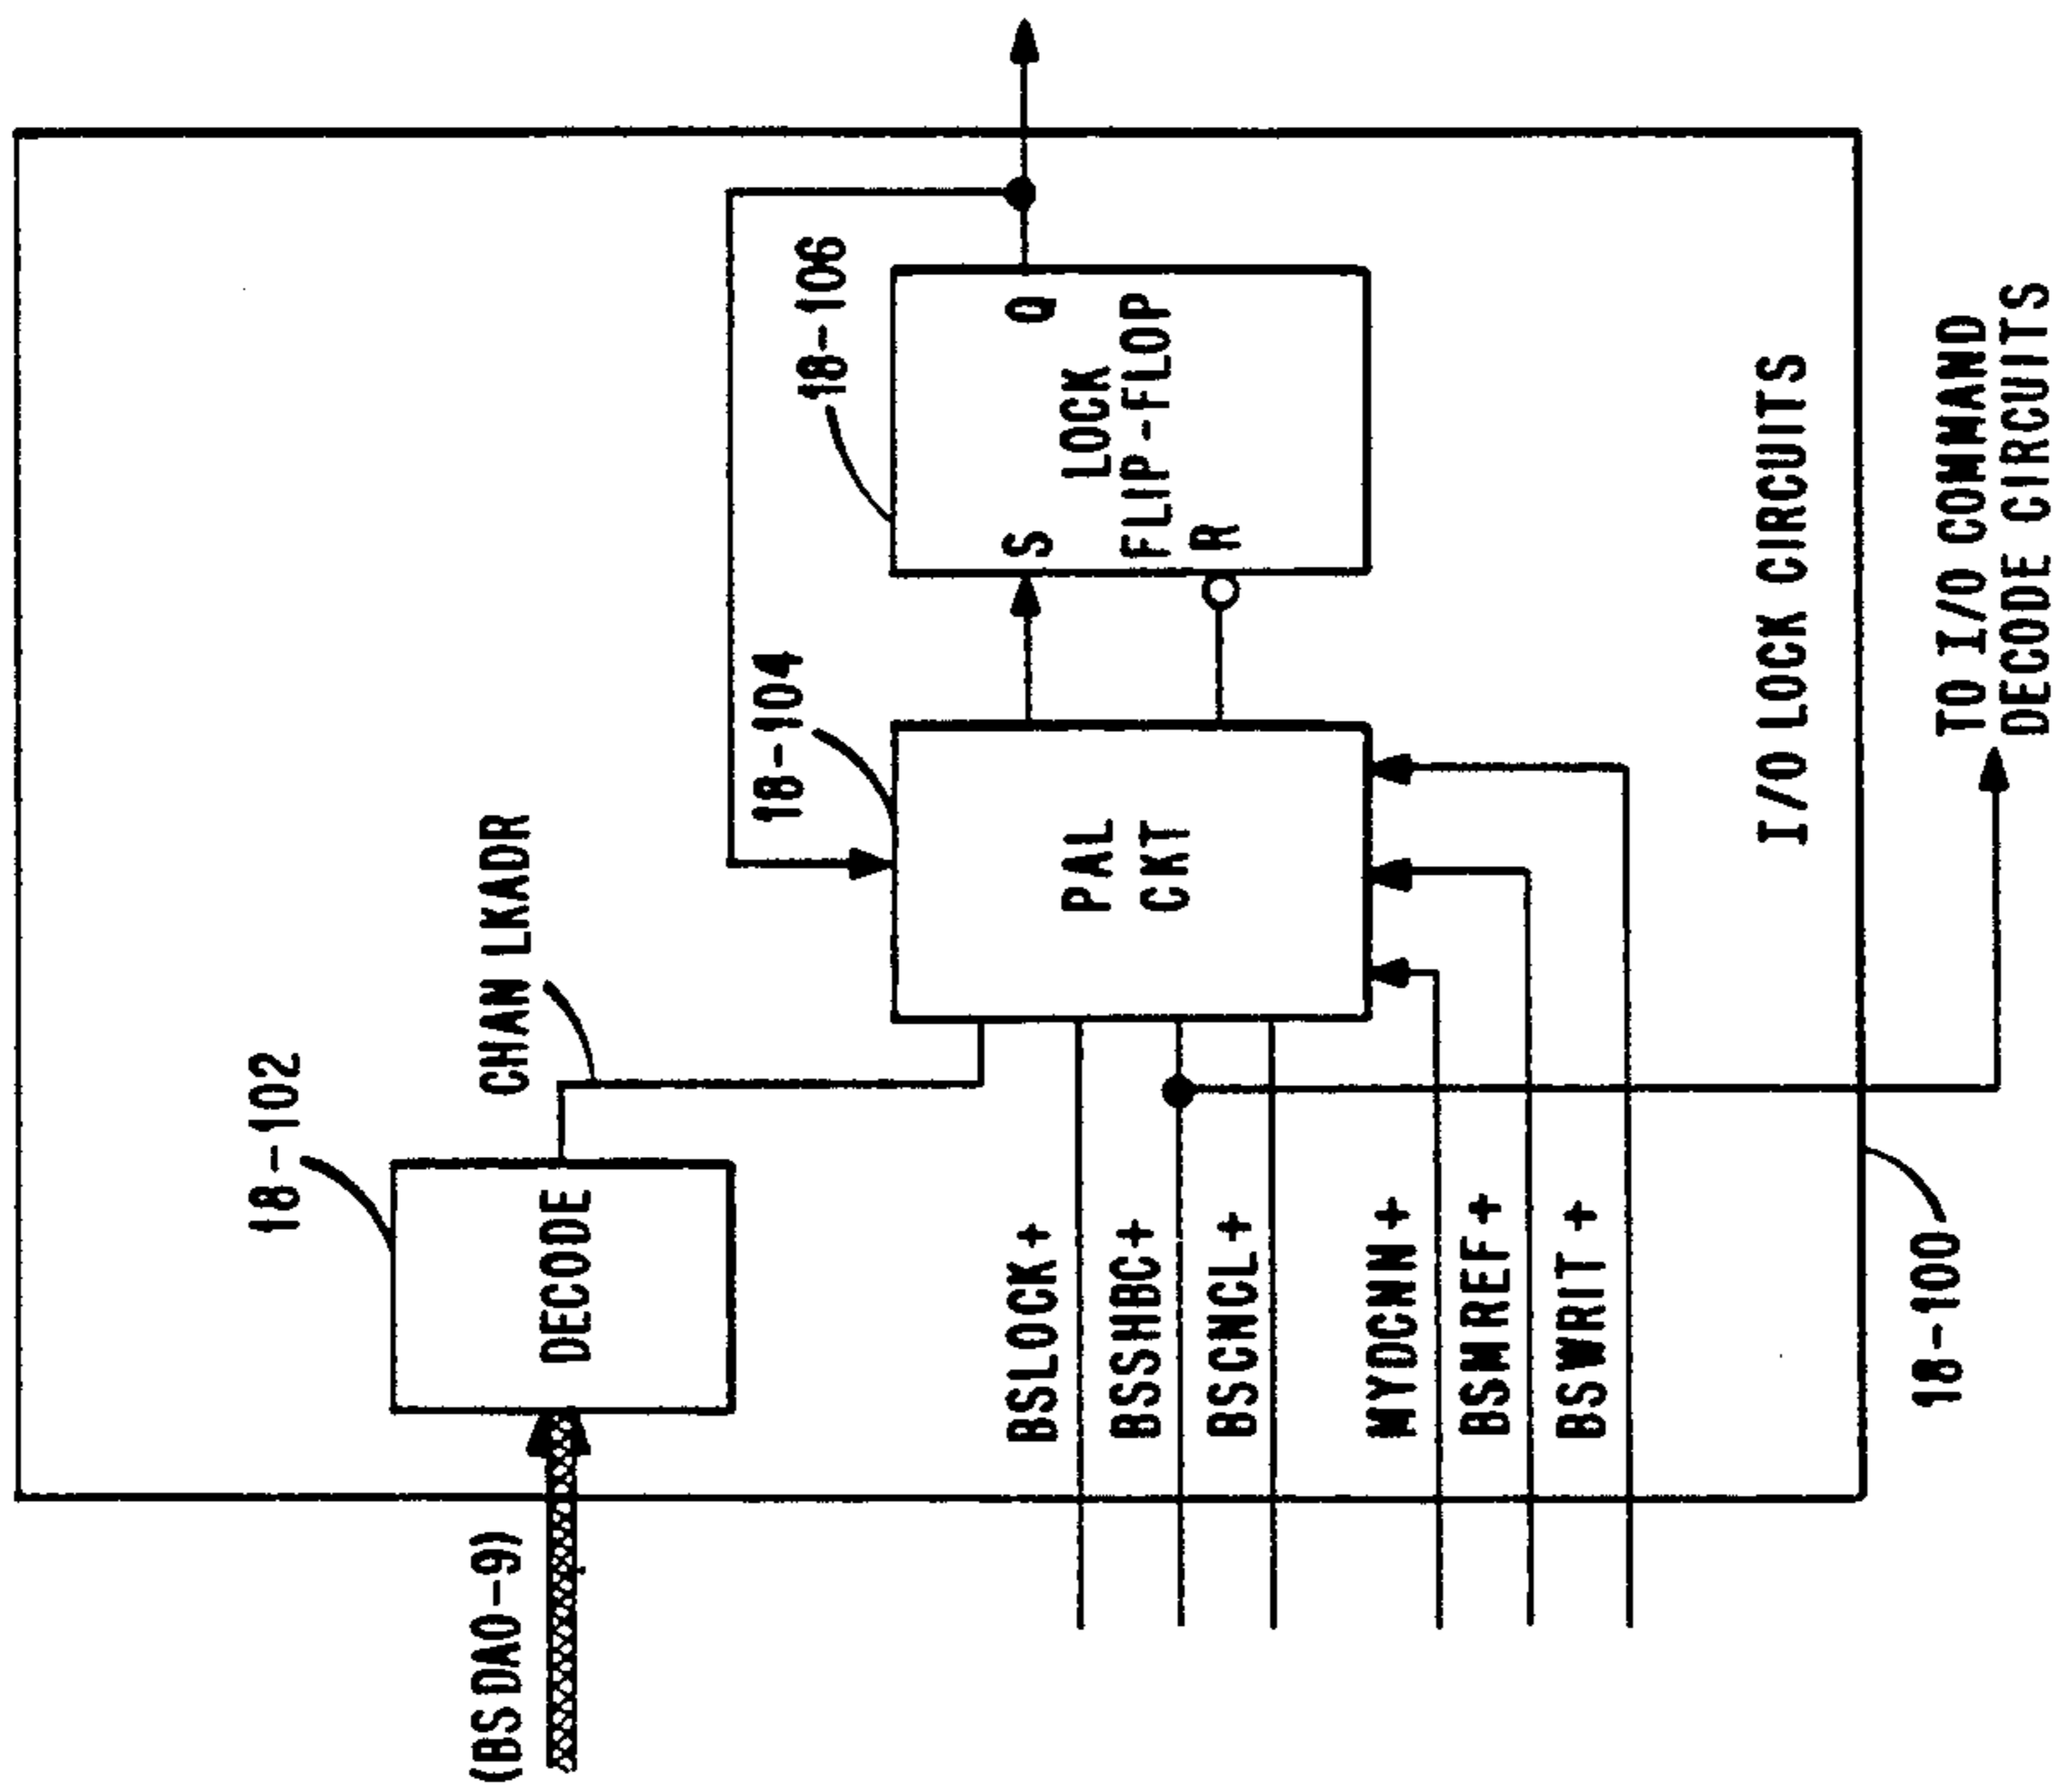 (BSDA0-9)
18-102
DECODE
CHAN LKADR
BSLOCK+
BSSHBC+
BSCNCL+
MYDCNN+
BSMREF+
BSWRIT+
18-104
PAL
CKT
18-106
S
Q
LOCK
FLIP-FLOP
R
I/O LOCK CIRCUITS
18-100
TO I/O COMMAND
DECODE CIRCUITS